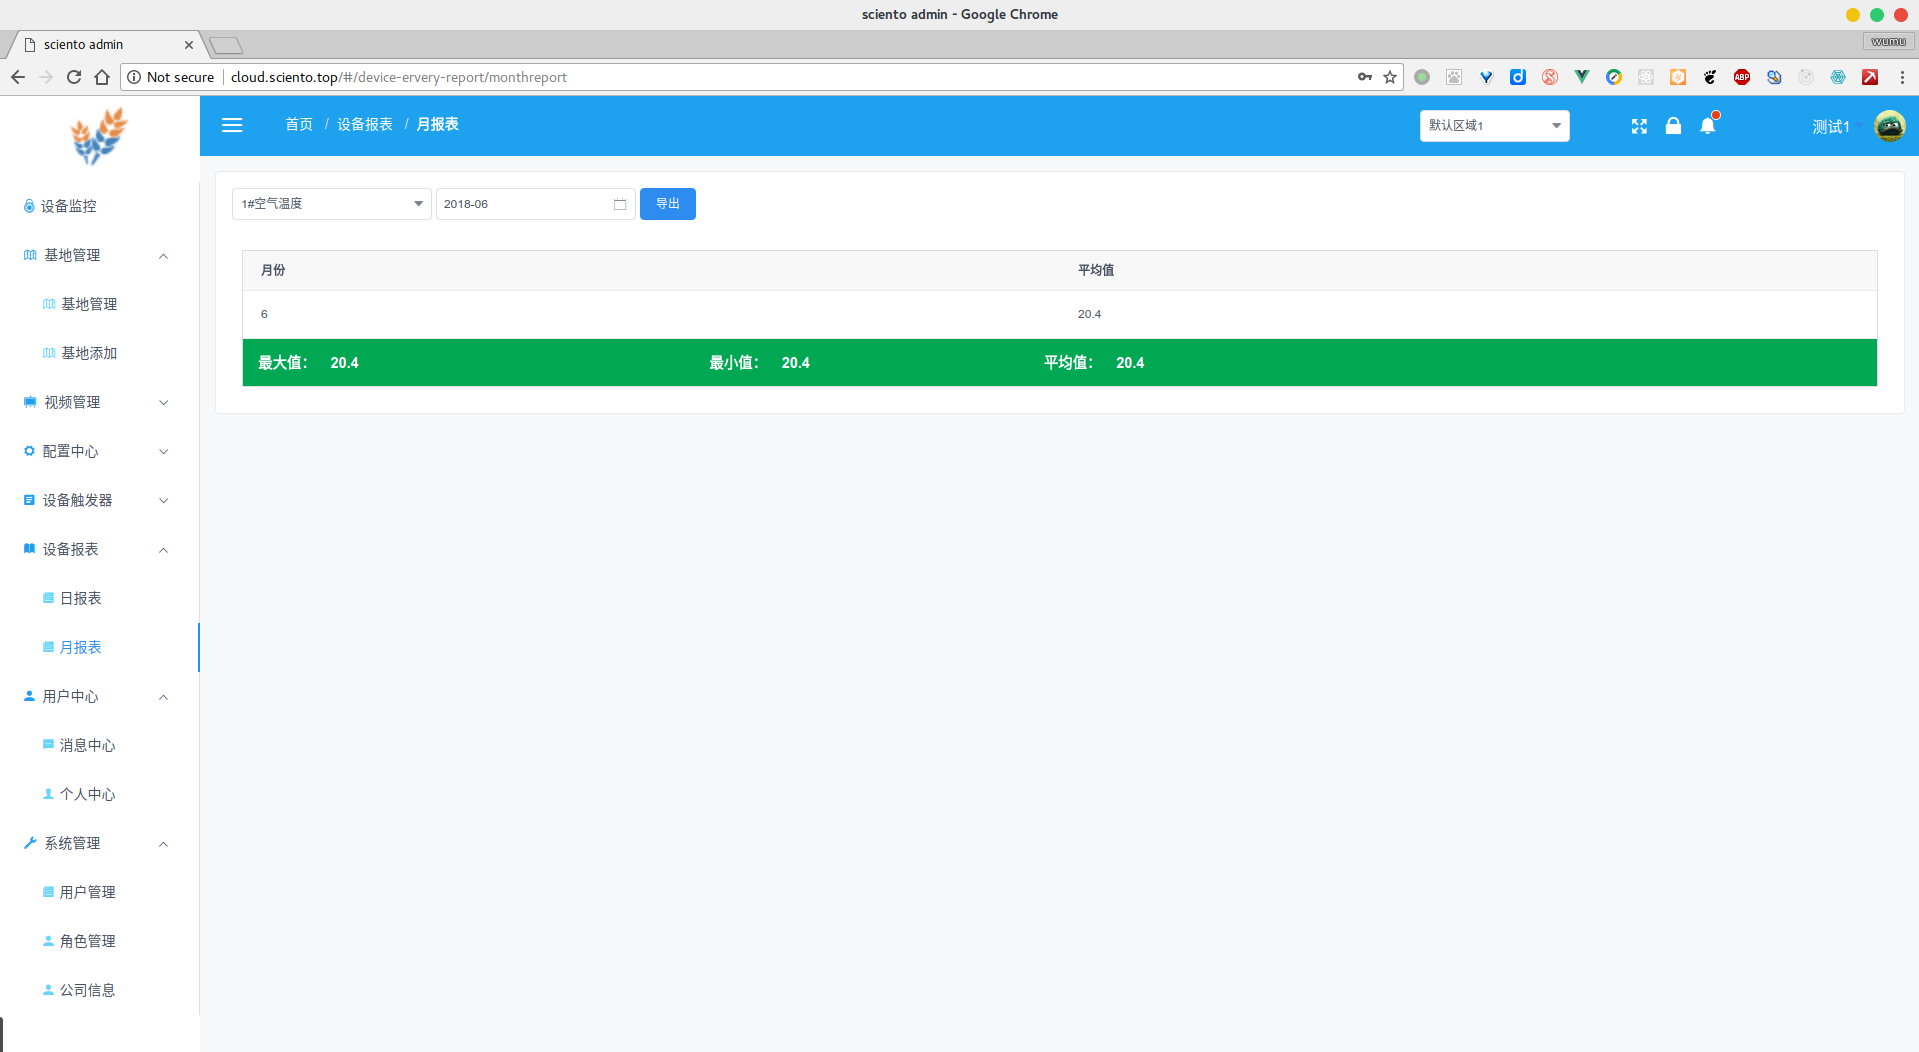 sciento admin - Google Chrome
sciento admin
wumu
Not secure cloud.sciento.top/#/device-ervery-report/monthreport
ABP
首页 / 设备报表 / 月报表
默认区域1
测试1
设备监控
基地管理
基地管理
基地添加
视频管理
配置中心
设备触发器
设备报表
日报表
月报表
用户中心
消息中心
个人中心
系统管理
用户管理
角色管理
公司信息
1#空气温度 2018-06 导出
月份 平均值
6 20.4
最大值： 20.4 最小值： 20.4 平均值： 20.4